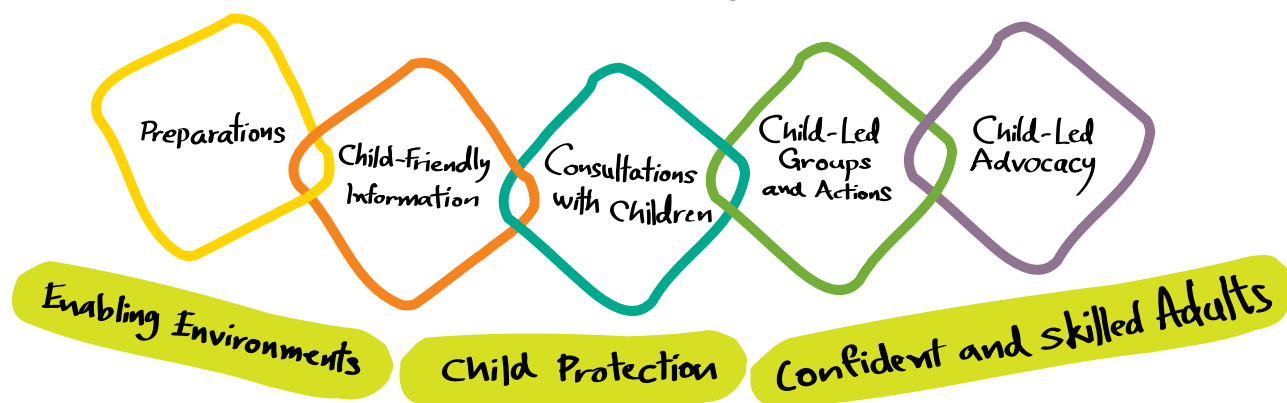 Preparations
Child-Friendly
Information
Consultations
with Children
Child-Led
Groups
and Actions
Child-Led
Advocacy
Enabling Environments
Child Protection
Confident and skilled Adults